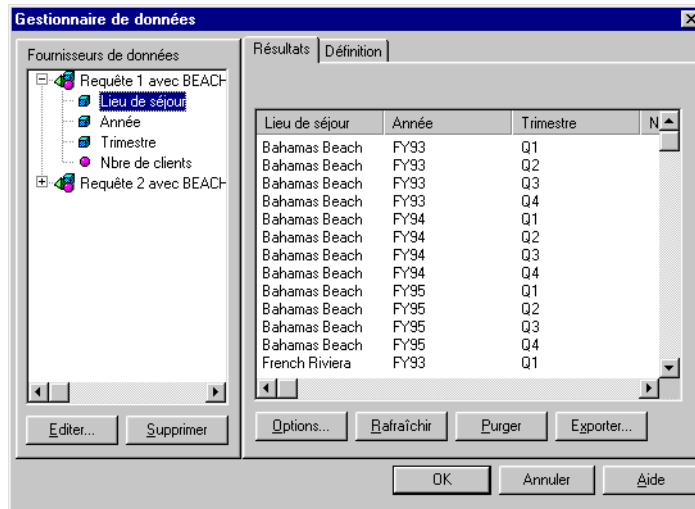 Gestionnaire de données
Fournisseurs de données
Requête 1 avec BEACH
Lieu de séjour
Année
Trimestre
Nbre de clients
Requête 2 avec BEACH
Editer...
Supprimer
Résultats
Définition
Lieu de séjour Année Trimestre N
Bahamas Beach FY93 Q1
Bahamas Beach FY93 Q2
Bahamas Beach FY93 Q3
Bahamas Beach FY93 Q4
Bahamas Beach FY94 Q1
Bahamas Beach FY94 Q2
Bahamas Beach FY94 Q3
Bahamas Beach FY94 Q4
Bahamas Beach FY95 Q1
Bahamas Beach FY95 Q2
Bahamas Beach FY95 Q3
Bahamas Beach FY95 Q4
French Riviera FY93 Q1
Options...
Rafraîchir
Purger
Exporter...
OK
Annuler
Aide